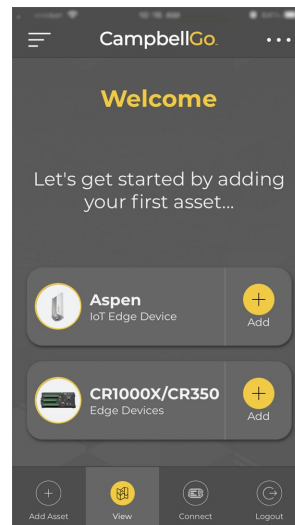 CampbellGo.
Welcome
Let's get started by adding
your first asset...
Aspen
IoT Edge Device
Add
CR1000X/CR350
Edge Devices
Add
Add Asset
View
Connect
Logout